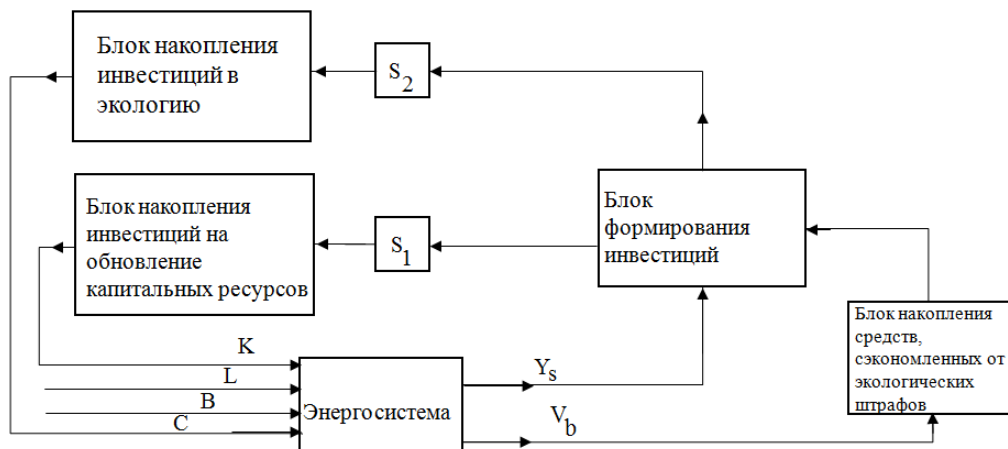 Блок накопления
инвестиций в
экологию
S2
Блок накопления
инвестиций на
обновление
капитальных ресурсов
S1
Блок
формирования
инвестиций
Блок накопления
средств,
сэкономленных от
экологических
штрафов
K
L
B
C
Энергосистема
Ys
Vb